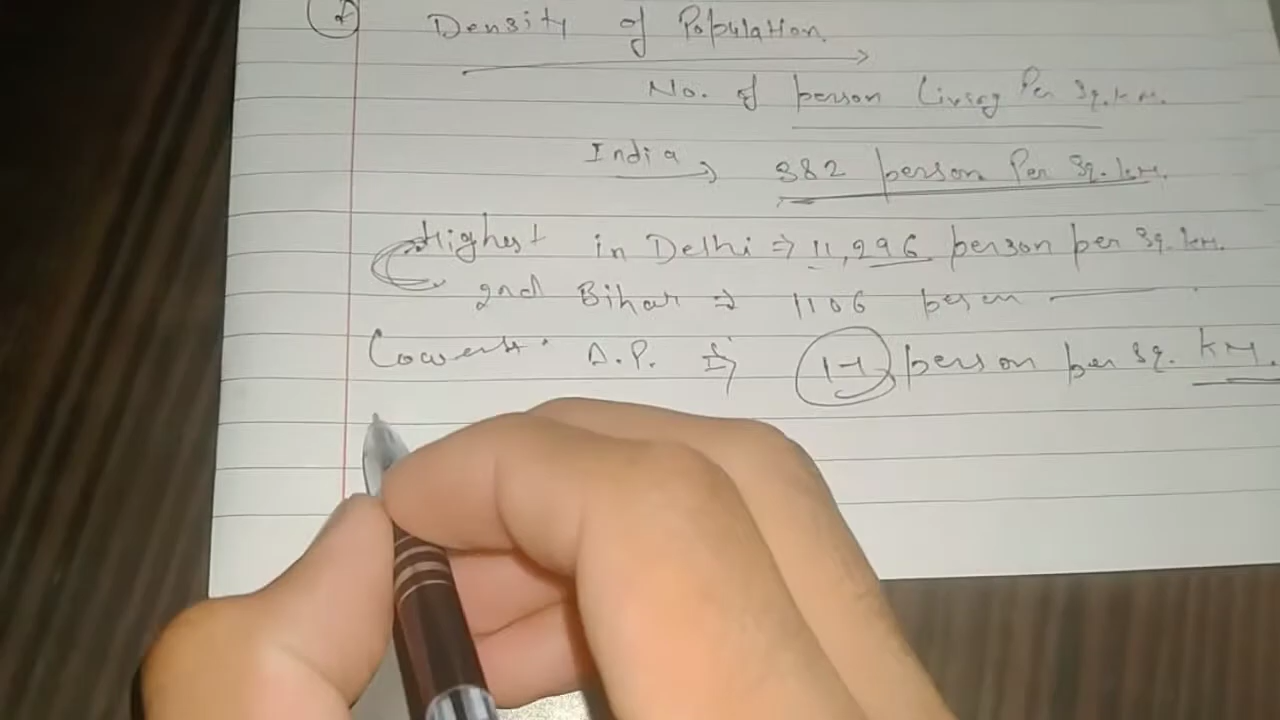 Density of Population
No. of person Living Per Sq.km.
India → 382 person Per Sq. km.
Highest in Delhi ⇒ 11,296 person per Sq. km.
2nd Bihar ⇒ 1106 person
Lowest A.P. ⇒ 17 person per Sq. KM.